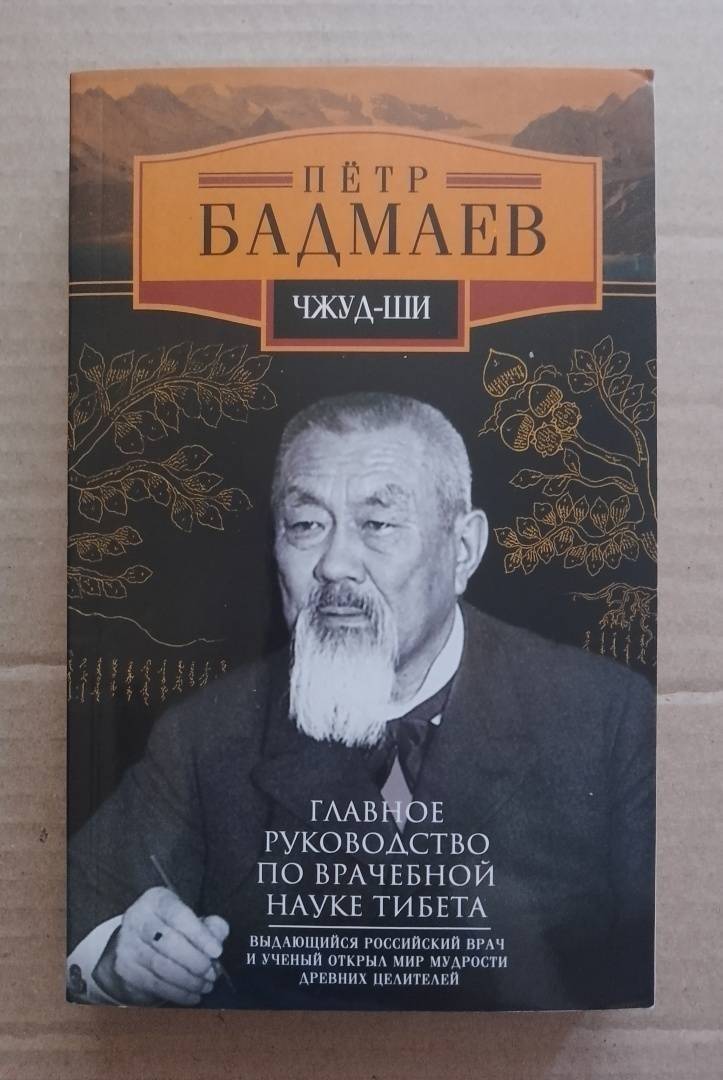 ПЁТР
БАДМАЕВ
ЧЖУД-ШИ
ГЛАВНОЕ
РУКОВОДСТВО
ПО ВРАЧЕБНОЙ
НАУКЕ ТИБЕТА
ВЫДАЮЩИЙСЯ РОССИЙСКИЙ ВРАЧ
И УЧЕНЫЙ ОТКРЫЛ МИР МУДРОСТИ
ДРЕВНИХ ЦЕЛИТЕЛЕЙ